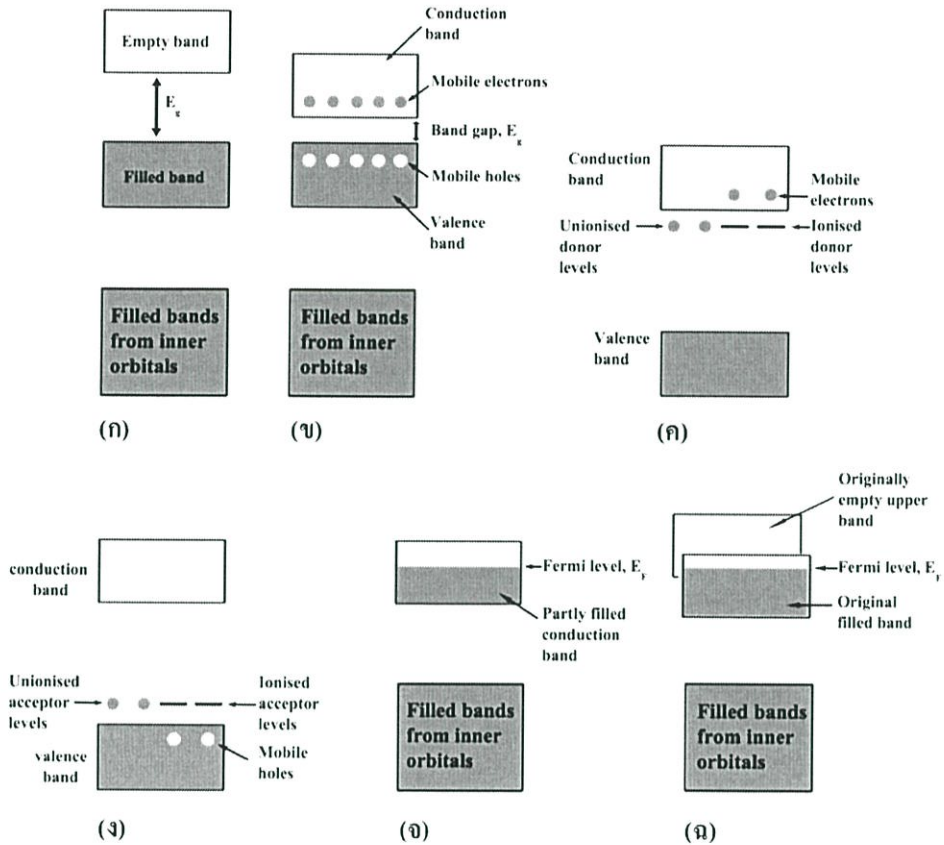 Empty band
E g
Filled band
Filled bands
from inner
orbitals
(ก)
Conduction
band
Mobile electrons
Band gap, E g
Mobile holes
Valence
band
Filled bands
from inner
orbitals
(ข)
Conduction
band
Mobile
electrons
Unionised
donor
levels
Ionised
donor
levels
Valence
band
(ค)
conduction
band
Unionised
acceptor
levels
Ionised
acceptor
levels
valence
band
Mobile
holes
(ง)
Fermi level, E F
Partly filled
conduction
band
Filled bands
from inner
orbitals
(จ)
Originally
empty upper
band
Fermi level, E F
Original
filled band
Filled bands
from inner
orbitals
(ฉ)